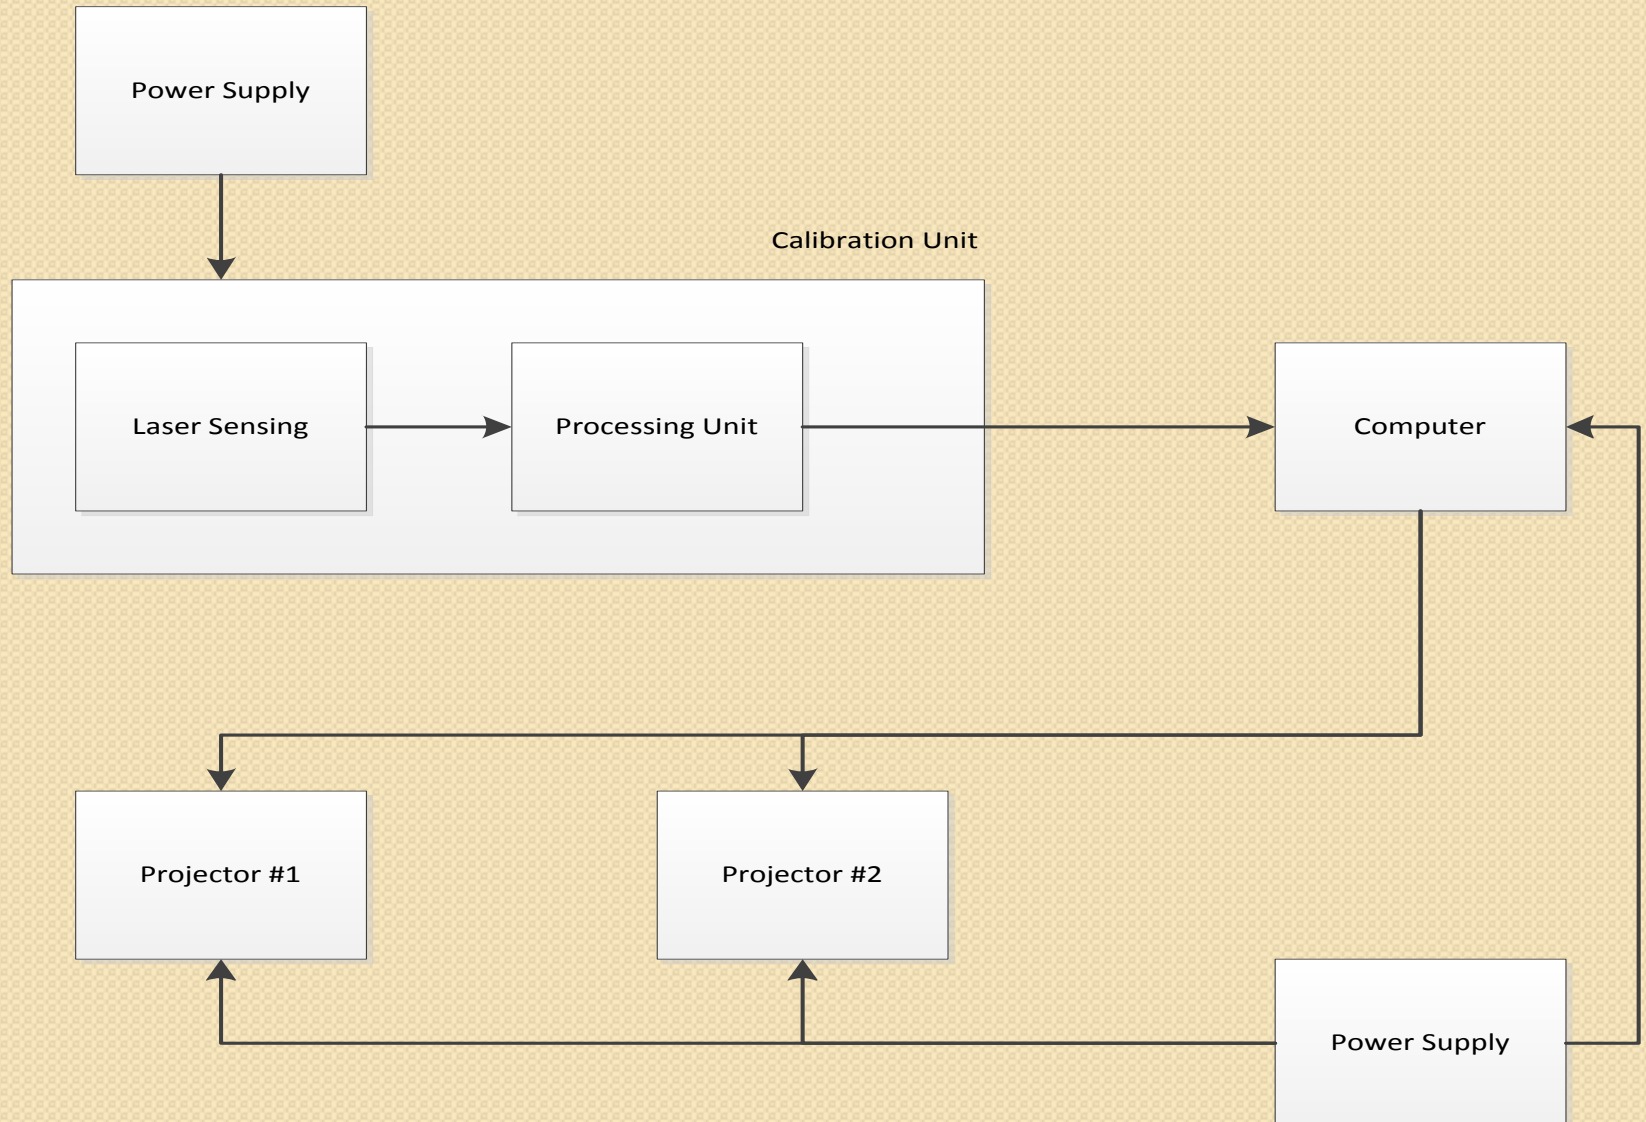 Power Supply
Calibration Unit
Laser Sensing
Processing Unit
Computer
Projector #1
Projector #2
Power Supply